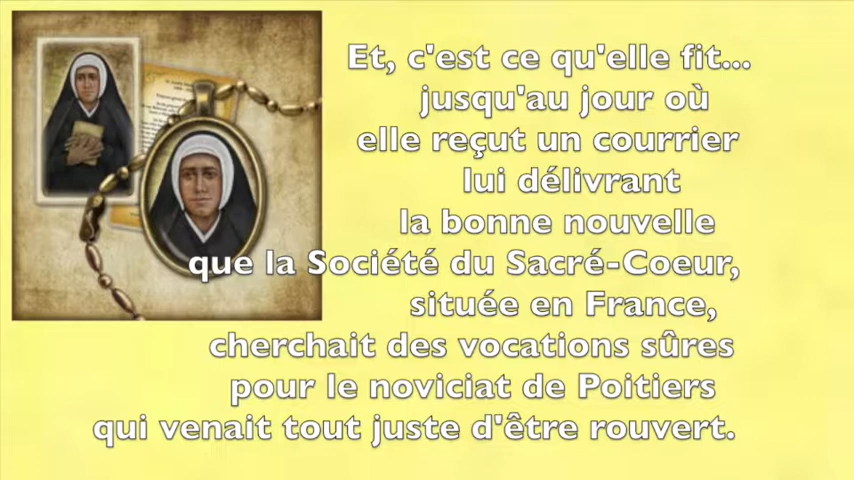 Et, c'est ce qu'elle fit...
jusqu'au jour où
elle reçut un courrier
lui délivrant
la bonne nouvelle
que la Société du Sacré-Coeur,
située en France,
cherchait des vocations sûres
pour le noviciat de Poitiers
qui venait tout juste d'être rouvert.